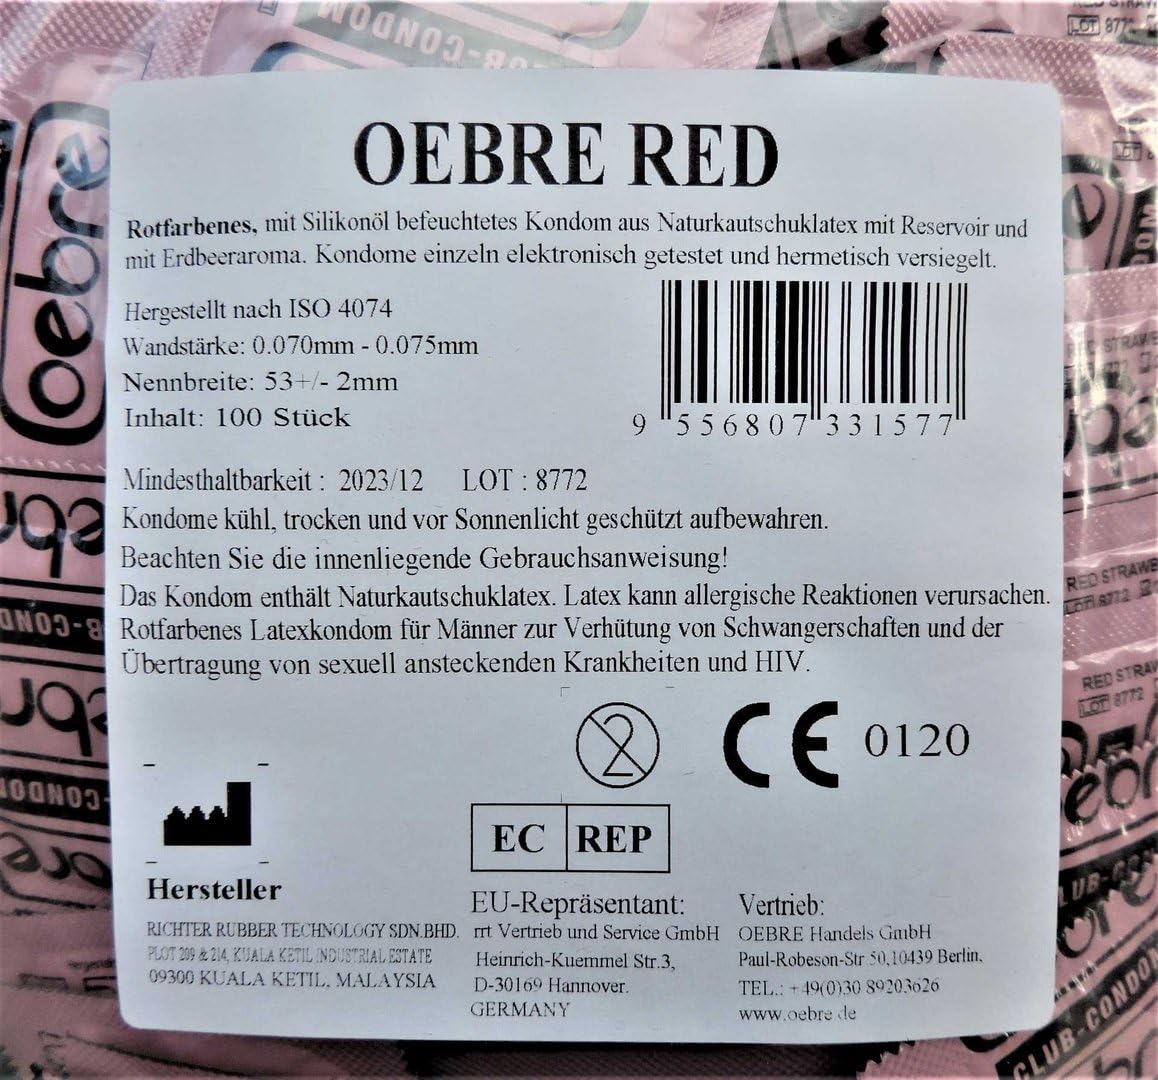 OEBRE RED
Rotfarbenes, mit Silikonöl befeuchtetes Kondom aus Naturkautschuklatex mit Reservoir und
mit Erdbeeraroma. Kondome einzeln elektronisch getestet und hermetisch versiegelt.
Hergestellt nach ISO 4074
Wandstärke: 0.070mm - 0.075mm
Nennbreite: 53+/- 2mm
Inhalt: 100 Stück
9 556807 331577
Mindesthaltbarkeit : 2023/12 LOT : 8772
Kondome kühl, trocken und vor Sonnenlicht geschützt aufbewahren.
Beachten Sie die innenliegende Gebrauchsanweisung!
Das Kondom enthält Naturkautschuklatex. Latex kann allergische Reaktionen verursachen.
Rotfarbenes Latexkondom für Männer zur Verhütung von Schwangerschaften und der
Übertragung von sexuell ansteckenden Krankheiten und HIV.
2
CE 0120
EC REP
Hersteller
RICHTER RUBBER TECHNOLOGY SDN.BHD.
PLOT 209 & 214, KUALA KETIL INDUSTRIAL ESTATE
09300 KUALA KETIL, MALAYSIA
EU-Repräsentant:
rrt Vertrieb und Service GmbH
Heinrich-Kuemmel Str.3,
D-30169 Hannover.
GERMANY
Vertrieb:
OEBRE Handels GmbH
Paul-Robeson-Str.50,10439 Berlin.
TEL.: +49(0)30 89203626
www.oebre.de
oebre
CLUB-CONDOM
LOT 8772